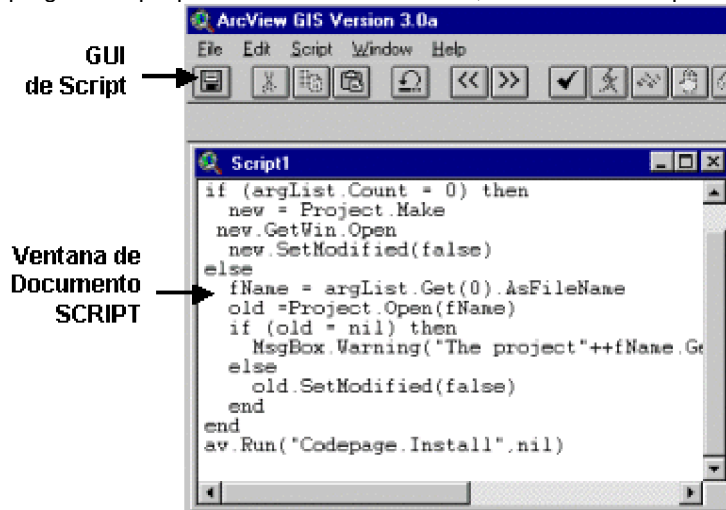 ArcView GIS Version 3.0a
File Edit Script Window Help
GUI
de Script
Script1
if (argList.Count = 0) then
new = Project.Make
new.GetWin.Open
new.SetModified(false)
else
fName = argList.Get(0).AsFileName
old =Project.Open(fName)
if (old = nil) then
MsgBox.Warning("The project"++fName.Ge
else
old.SetModified(false)
end
end
av.Run("Codepage.Install",nil)
Ventana de
Documento
SCRIPT